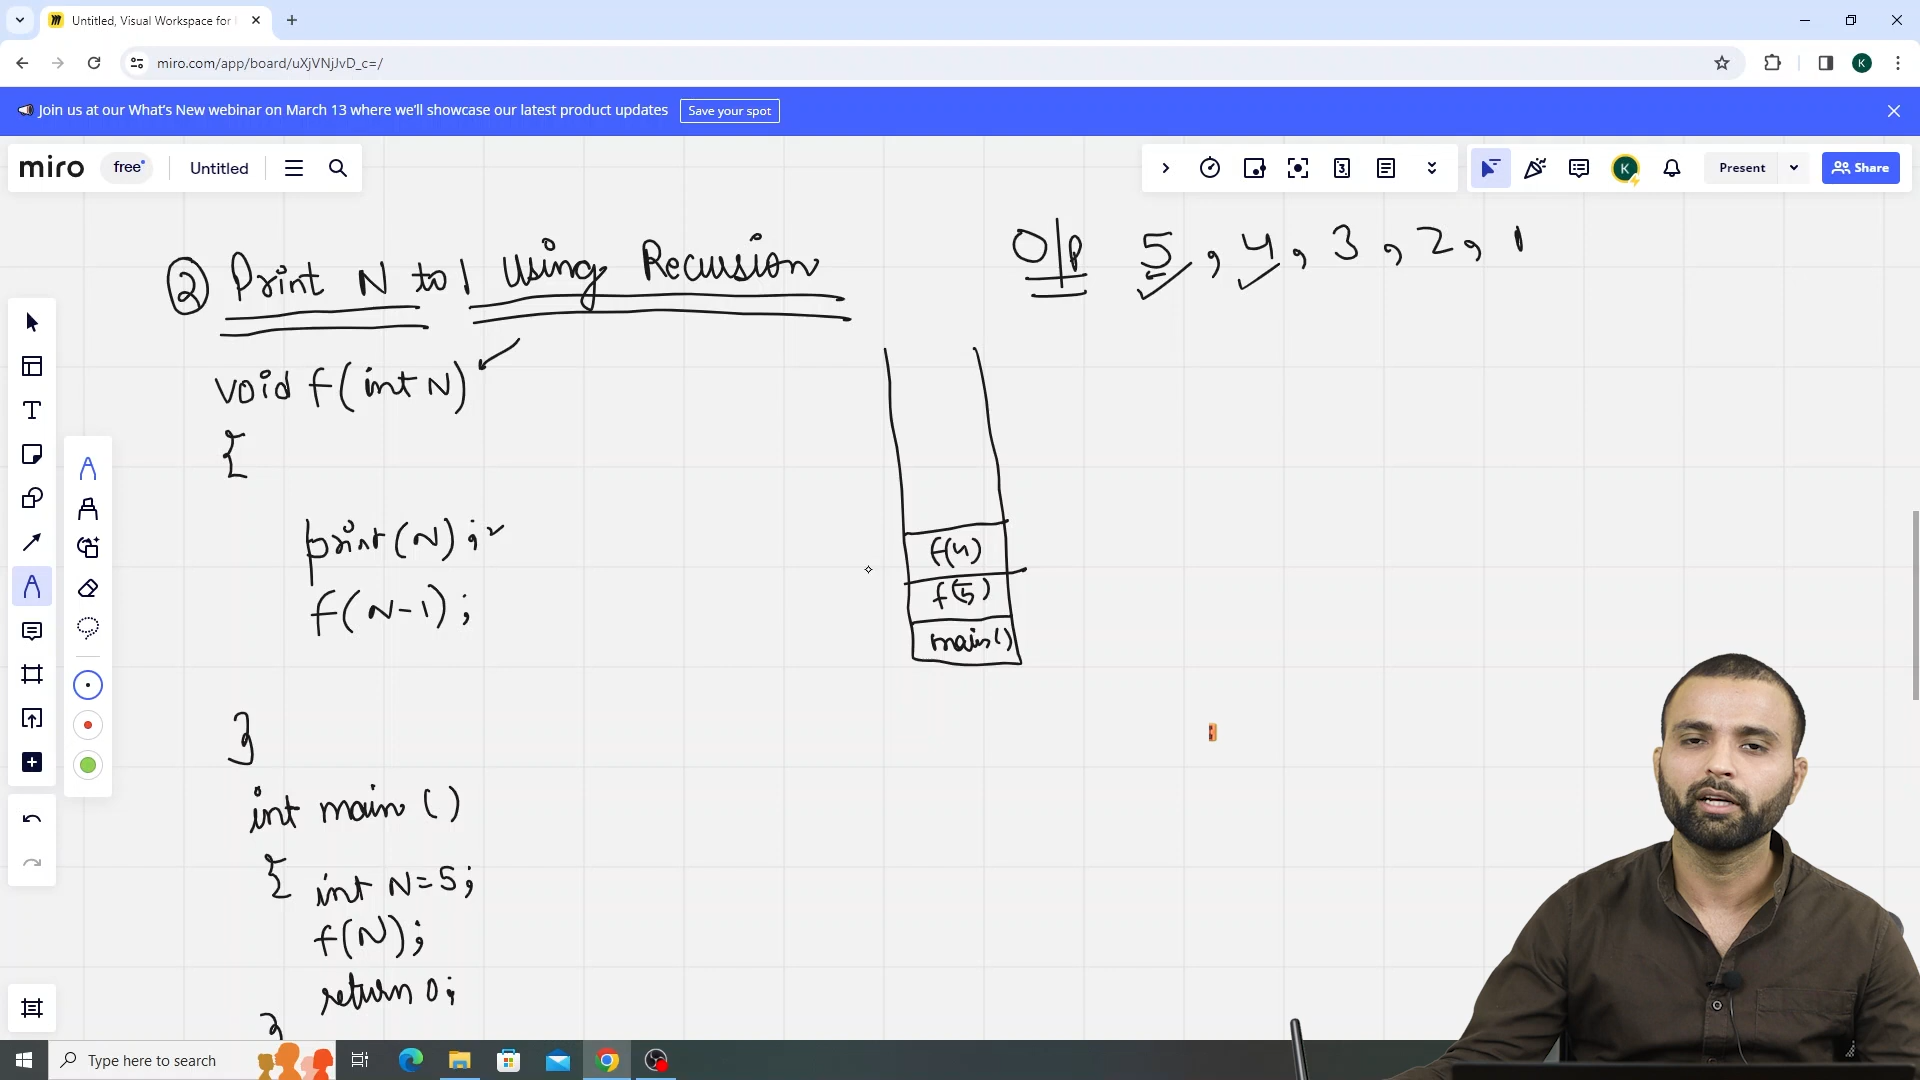 Untitled, Visual Workspace for
miro.com/app/board/uXjVNjJvD_c=/
K
Join us at our What's New webinar on March 13 where we'll showcase our latest product updates
Save your spot
miro
free
Untitled
3
K
Present
Share
② Print N to 1 Using Recursion
O/P 5, 4, 3, 2, 1
void f(int N)
{
print(N);
f(N-1);
}
f(4)
f(5)
main()
int main ()
{ int N=5;
f(N);
return 0;
}
Type here to search